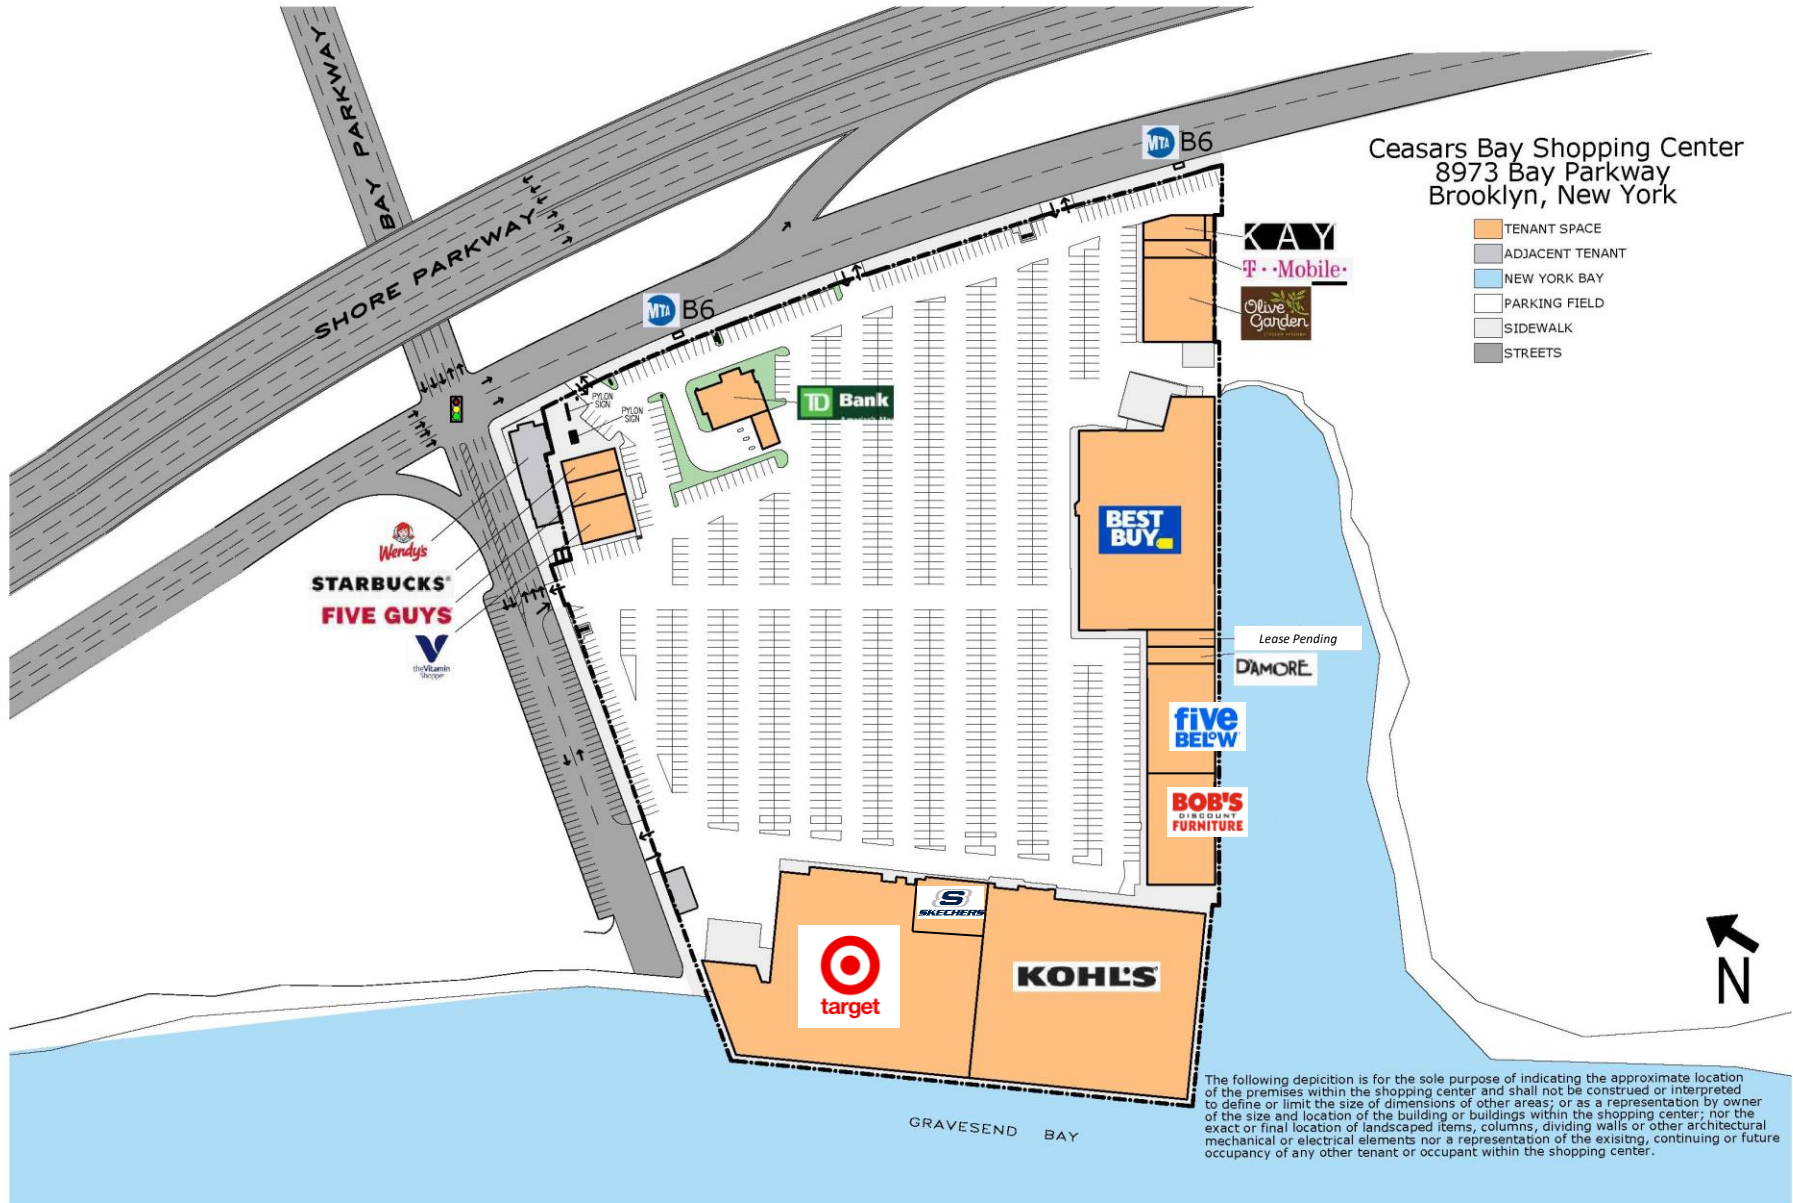 BAY PARKWAY
BAY PARKWAY
SHORE PARKWAY
MTA B6
MTA B6
Ceasars Bay Shopping Center
8973 Bay Parkway
Brooklyn, New York
TENANT SPACE
ADJACENT TENANT
NEW YORK BAY
PARKING FIELD
SIDEWALK
STREETS
KAY
T-Mobile
Olive
Garden
PYLON
SIGN
PYLON
SIGN
TD Bank
Wendy's
STARBUCKS
FIVE GUYS
V
theVitamin
Shoppe
BEST
BUY
Lease Pending
D'AMORE
five
BELOW
BOB'S
DISCOUNT
FURNITURE
S
SKECHERS
target
KOHL'S
N
GRAVESEND BAY
The following depicition is for the sole purpose of indicating the approximate location
of the premises within the shopping center and shall not be construed or interpreted
to define or limit the size of dimensions of other areas; or as a representation by owner
of the size and location of the building or buildings within the shopping center; nor the
exact or final location of landscaped items, columns, dividing walls or other architectural
mechanical or electrical elements nor a representation of the exisitng, continuing or future
occupancy of any other tenant or occupant within the shopping center.